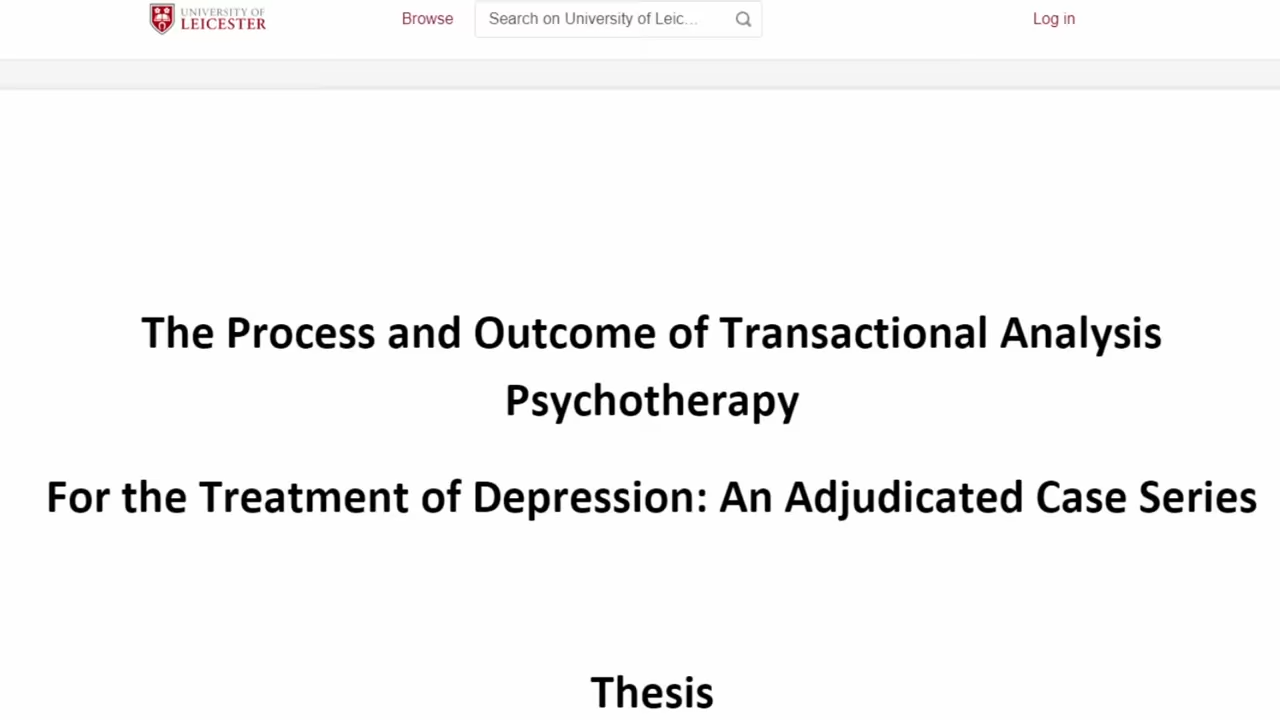 UNIVERSITY OF
LEICESTER
Browse
Search on University of Leic...
Log in
The Process and Outcome of Transactional Analysis
Psychotherapy
For the Treatment of Depression: An Adjudicated Case Series
Thesis